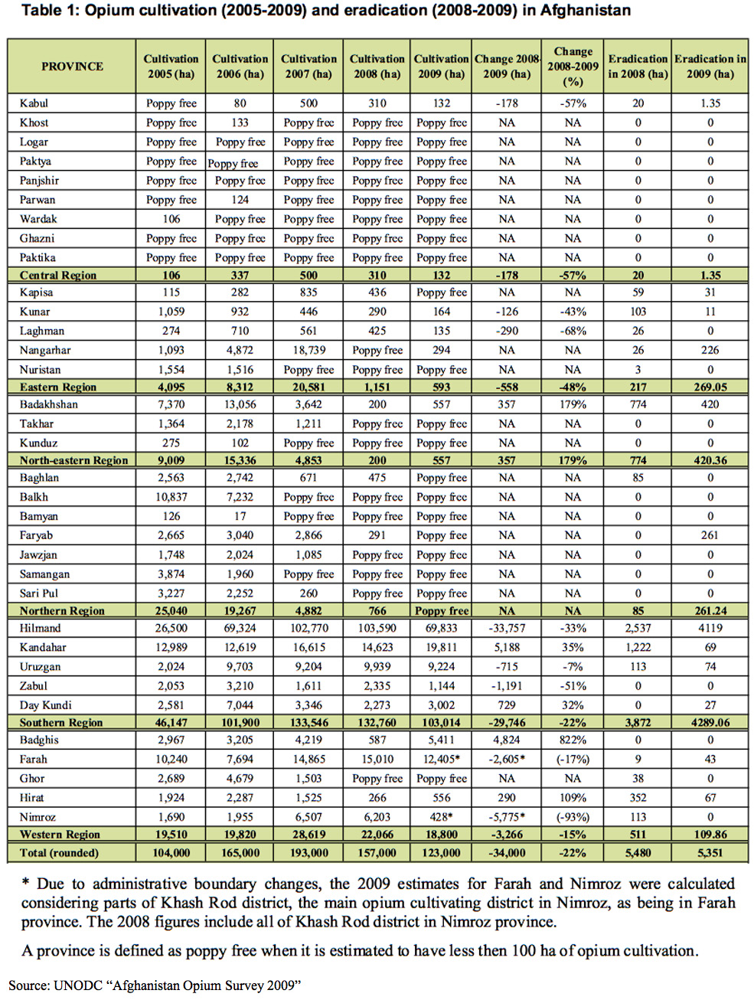 Table 1: Opium cultivation (2005-2009) and eradication (2008-2009) in Afghanistan
PROVINCE Cultivation 2005 (ha) Cultivation 2006 (ha) Cultivation 2007 (ha) Cultivation 2008 (ha) Cultivation 2009 (ha) Change 2008-2009 (ha) Change 2008-2009 (%) Eradication in 2008 (ha) Eradication in 2009 (ha)
Kabul Poppy free 80 500 310 132 -178 -57% 20 1.35
Khost Poppy free 133 Poppy free Poppy free Poppy free NA NA 0 0
Logar Poppy free Poppy free Poppy free Poppy free Poppy free NA NA 0 0
Paktya Poppy free Poppy free Poppy free Poppy free Poppy free NA NA 0 0
Panjshir Poppy free Poppy free Poppy free Poppy free Poppy free NA NA 0 0
Parwan Poppy free 124 Poppy free Poppy free Poppy free NA NA 0 0
Wardak 106 Poppy free Poppy free Poppy free Poppy free NA NA 0 0
Ghazni Poppy free Poppy free Poppy free Poppy free Poppy free NA NA 0 0
Paktika Poppy free Poppy free Poppy free Poppy free Poppy free NA NA 0 0
Central Region 106 337 500 310 132 -178 -57% 20 1.35
Kapisa 115 282 835 436 Poppy free NA NA 59 31
Kunar 1,059 932 446 290 164 -126 -43% 103 11
Laghman 274 710 561 425 135 -290 -68% 26 0
Nangarhar 1,093 4,872 18,739 Poppy free 294 NA NA 26 226
Nuristan 1,554 1,516 Poppy free Poppy free Poppy free NA NA 3 0
Eastern Region 4,095 8,312 20,581 1,151 593 -558 -48% 217 269.05
Badakhshan 7,370 13,056 3,642 200 557 357 179% 774 420
Takhar 1,364 2,178 1,211 Poppy free Poppy free NA NA 0 0
Kunduz 275 102 Poppy free Poppy free Poppy free NA NA 0 0
North-eastern Region 9,009 15,336 4,853 200 557 357 179% 774 420.36
Baghlan 2,563 2,742 671 475 Poppy free NA NA 85 0
Balkh 10,837 7,232 Poppy free Poppy free Poppy free NA NA 0 0
Bamyan 126 17 Poppy free Poppy free Poppy free NA NA 0 0
Faryab 2,665 3,040 2,866 291 Poppy free NA NA 0 261
Jawzjan 1,748 2,024 1,085 Poppy free Poppy free NA NA 0 0
Samangan 3,874 1,960 Poppy free Poppy free Poppy free NA NA 0 0
Sari Pul 3,227 2,252 260 Poppy free Poppy free NA NA 0 0
Northern Region 25,040 19,267 4,882 766 Poppy free NA NA 85 261.24
Hilmand 26,500 69,324 102,770 103,590 69,833 -33,757 -33% 2,537 4119
Kandahar 12,989 12,619 16,615 14,623 19,811 5,188 35% 1,222 69
Uruzgan 2,024 9,703 9,204 9,939 9,224 -715 -7% 113 74
Zabul 2,053 3,210 1,611 2,335 1,144 -1,191 -51% 0 0
Day Kundi 2,581 7,044 3,346 2,273 3,002 729 32% 0 27
Southern Region 46,147 101,900 133,546 132,760 103,014 -29,746 -22% 3,872 4289.06
Badghis 2,967 3,205 4,219 587 5,411 4,824 822% 0 0
Farah 10,240 7,694 14,865 15,010 12,405* -2,605* (-17%) 9 43
Ghor 2,689 4,679 1,503 Poppy free Poppy free NA NA 38 0
Hirat 1,924 2,287 1,525 266 556 290 109% 352 67
Nimroz 1,690 1,955 6,507 6,203 428* -5,775* (-93%) 113 0
Western Region 19,510 19,820 28,619 22,066 18,800 -3,266 -15% 511 109.86
Total (rounded) 104,000 165,000 193,000 157,000 123,000 -34,000 -22% 5,480 5,351
* Due to administrative boundary changes, the 2009 estimates for Farah and Nimroz were calculated
considering parts of Khash Rod district, the main opium cultivating district in Nimroz, as being in Farah
province. The 2008 figures include all of Khash Rod district in Nimroz province.
A province is defined as poppy free when it is estimated to have less then 100 ha of opium cultivation.
Source: UNODC “Afghanistan Opium Survey 2009”